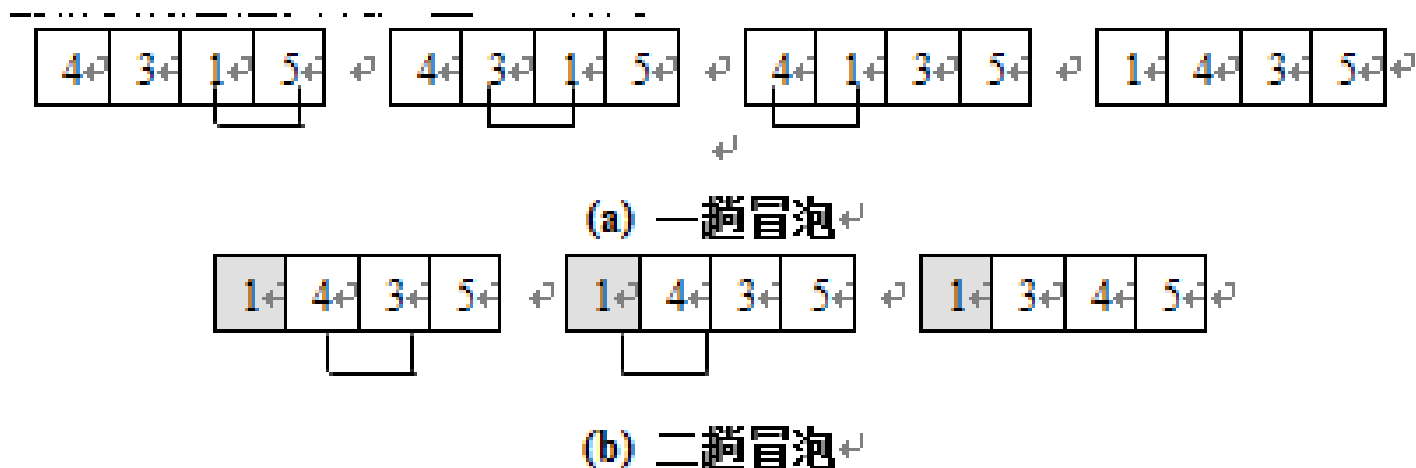 4↵ 3↵ 1↵ 5↵ ↵ 4↵ 3↵ 1↵ 5↵ ↵ 4↵ 1↵ 3↵ 5↵ ↵ 1↵ 4↵ 3↵ 5↵ ↵
↵
(a) 一趟冒泡↵
1↵ 4↵ 3↵ 5↵ ↵ 1↵ 4↵ 3↵ 5↵ ↵ 1↵ 3↵ 4↵ 5↵ ↵
(b) 二趟冒泡↵